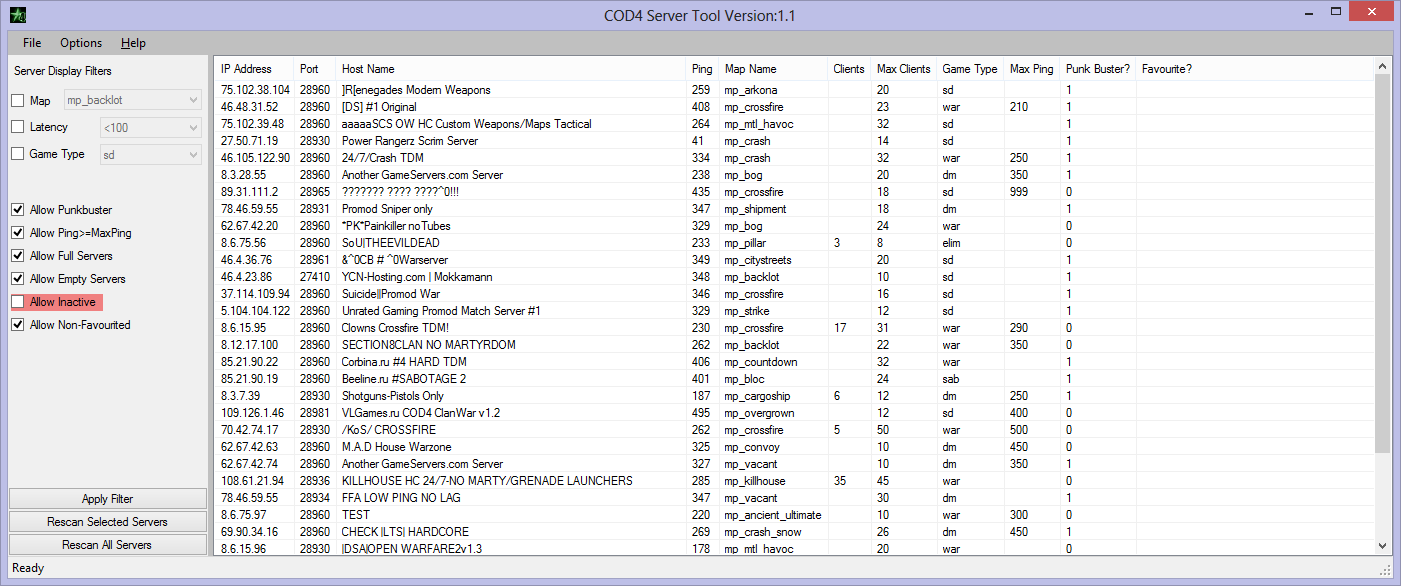 COD4 Server Tool Version:1.1
File Options Help
Server Display Filters
Map mp_backlot
Latency <100
Game Type sd
Allow Punkbuster
Allow Ping>=MaxPing
Allow Full Servers
Allow Empty Servers
Allow Inactive
Allow Non-Favourited
Apply Filter
Rescan Selected Servers
Rescan All Servers
IP Address Port Host Name Ping Map Name Clients Max Clients Game Type Max Ping Punk Buster? Favourite?
75.102.38.104 28960 ]R[enegades Modern Weapons 259 mp_arkona 20 sd 1
46.48.31.52 28960 [DS] #1 Original 408 mp_crossfire 23 war 210 1
75.102.39.48 28960 aaaaaSCS OW HC Custom Weapons/Maps Tactical 264 mp_mtl_havoc 32 sd 1
27.50.71.19 28930 Power Rangerz Scrim Server 41 mp_crash 14 sd 1
46.105.122.90 28960 24/7/Crash TDM 334 mp_crash 32 war 250 1
8.3.28.55 28960 Another GameServers.com Server 238 mp_bog 20 dm 350 1
89.31.111.2 28965 ??????? ???? ????^0!!! 435 mp_crossfire 18 sd 999 0
78.46.59.55 28931 Promod Sniper only 347 mp_shipment 18 dm 1
62.67.42.20 28960 *PK*Painkiller noTubes 329 mp_bog 24 war 0
8.6.75.56 28960 SoU|THEEVILDEAD 233 mp_pillar 3 8 elim 0
46.4.36.76 28961 &^0CB # ^0Warserver 349 mp_citystreets 20 sd 1
46.4.23.86 27410 YCN-Hosting.com | Mokkamann 348 mp_backlot 10 sd 1
37.114.109.94 28960 Suicide||Promod War 346 mp_crossfire 16 sd 1
5.104.104.122 28960 Unrated Gaming Promod Match Server #1 329 mp_strike 12 sd 1
8.6.15.95 28960 Clowns Crossfire TDM! 230 mp_crossfire 17 31 war 290 0
8.12.17.100 28960 SECTION8CLAN NO MARTYRDOM 262 mp_backlot 22 war 350 0
85.21.90.22 28960 Corbina.ru #4 HARD TDM 406 mp_countdown 32 war 1
85.21.90.19 28960 Beeline.ru #SABOTAGE 2 401 mp_bloc 24 sab 1
8.3.7.39 28930 Shotguns-Pistols Only 187 mp_cargoship 6 12 dm 250 1
109.126.1.46 28981 VLGames.ru COD4 ClanWar v1.2 495 mp_overgrown 12 sd 400 0
70.42.74.17 28930 /KoS/ CROSSFIRE 262 mp_crossfire 5 50 war 500 0
62.67.42.63 28960 M.A.D House Warzone 325 mp_convoy 10 dm 450 0
62.67.42.74 28960 Another GameServers.com Server 327 mp_vacant 10 dm 350 1
108.61.21.94 28936 KILLHOUSE HC 24/7-NO MARTY/GRENADE LAUNCHERS 285 mp_killhouse 35 45 war 0
78.46.59.55 28934 FFA LOW PING NO LAG 347 mp_vacant 30 dm 1
8.6.75.97 28960 TEST 220 mp_ancient_ultimate 10 war 300 0
69.90.34.16 28960 CHECK |LTS| HARDCORE 269 mp_crash_snow 26 dm 450 1
8.6.15.96 28930 |DSA|OPEN WARFARE2v1.3 178 mp_mtl_havoc 20 war 0
Ready